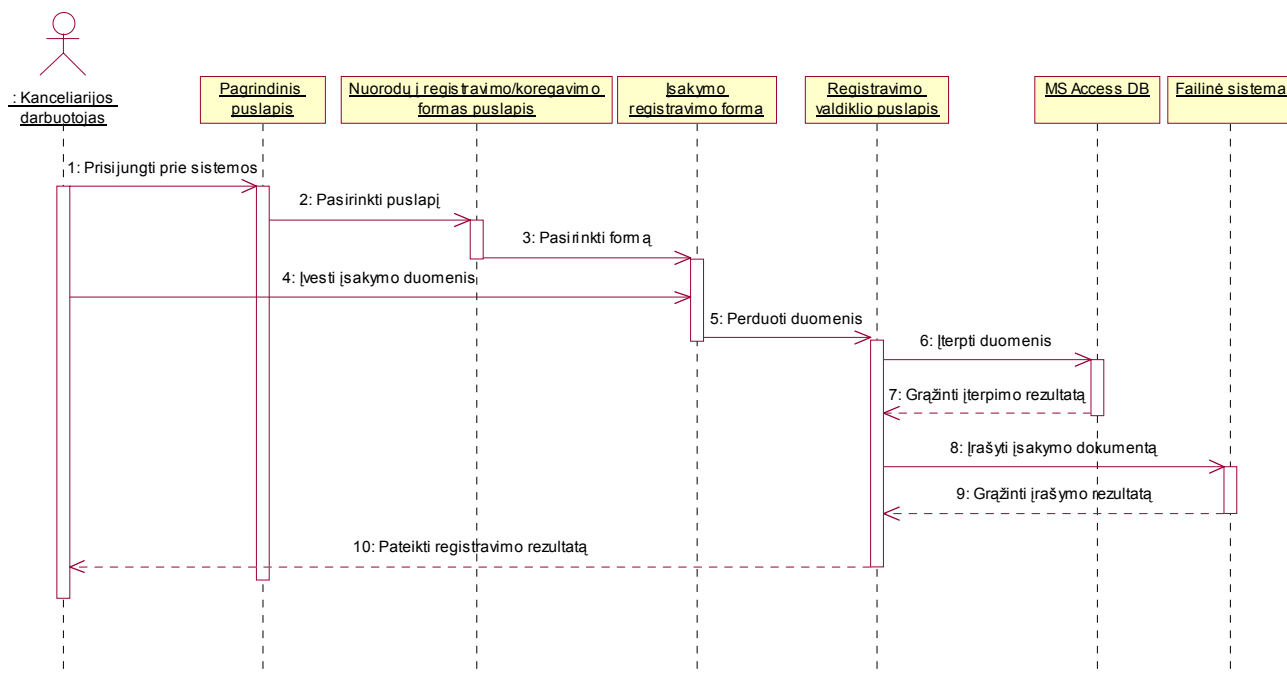 : Kanceliarijos
darbuotojas
Pagrindinis
puslapis
Nuorodų į registravimo/koregavimo
formas puslapis
Įsakymo
registravimo forma
Registravimo
valdiklio puslapis
MS Access DB
Failinė sistema
1: Prisijungti prie sistemos
2: Pasirinkti puslapį
3: Pasirinkti formą
4: Įvesti įsakymo duomenis
5: Perduoti duomenis
6: Įterpti duomenis
7: Grąžinti įterpimo rezultatą
8: Įrašyti įsakymo dokumentą
9: Grąžinti įrašymo rezultatą
10: Pateikti registravimo rezultatą